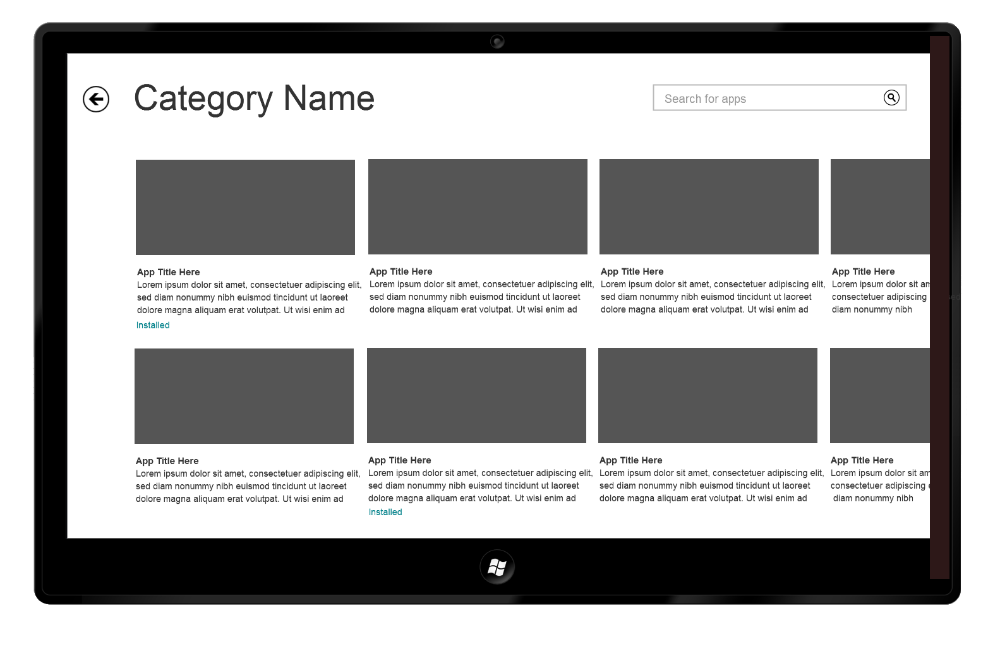 Category Name
Search for apps
App Title Here
Lorem ipsum dolor sit amet, consectetuer adipiscing elit,
sed diam nonummy nibh euismod tincidunt ut laoreet
dolore magna aliquam erat volutpat. Ut wisi enim ad
Installed
App Title Here
Lorem ipsum dolor sit amet, consectetuer adipiscing elit,
sed diam nonummy nibh euismod tincidunt ut laoreet
dolore magna aliquam erat volutpat. Ut wisi enim ad
App Title Here
Lorem ipsum dolor sit amet, consectetuer adipiscing elit,
sed diam nonummy nibh euismod tincidunt ut laoreet
dolore magna aliquam erat volutpat. Ut wisi enim ad
App Title Here
Lorem ipsum dolor sit am
consectetuer adipiscing sed
diam nonummy nibh
App Title Here
Lorem ipsum dolor sit amet, consectetuer adipiscing elit,
sed diam nonummy nibh euismod tincidunt ut laoreet
dolore magna aliquam erat volutpat. Ut wisi enim ad
App Title Here
Lorem ipsum dolor sit amet, consectetuer adipiscing elit,
sed diam nonummy nibh euismod tincidunt ut laoreet
dolore magna aliquam erat volutpat. Ut wisi enim ad
Installed
App Title Here
Lorem ipsum dolor sit amet, consectetuer adipiscing elit,
sed diam nonummy nibh euismod tincidunt ut laoreet
dolore magna aliquam erat volutpat. Ut wisi enim ad
App Title Here
Lorem ipsum dolor sit am
consectetuer adipiscing
diam nonummy nibh